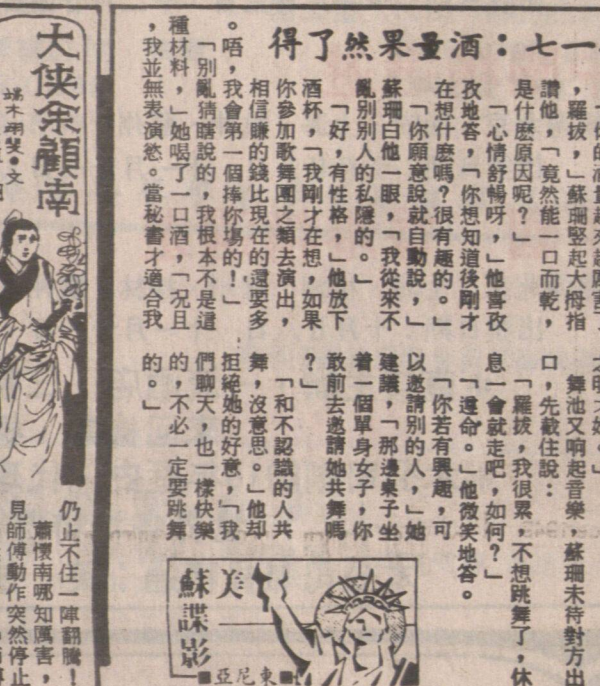 一七：酒量果然了得
，羅拔，」蘇珊竪起大拇指
讚他，「竟然能一口而乾，
是什麽原因呢？」
「心情舒暢呀，」他喜孜
孜地答，「你想知道後剛才
在想什麽嗎？很有趣的。」
「你願意說就自動說，」
蘇珊白他一眼，「我從來不
亂別別人的私隱的。」
「好，有性格，」他放下
酒杯，「我剛才在想，如果
你參加歌舞團之類去演出，
相信賺的錢比現在的還要多
。唔，我會第一個捧你塲的！」
「別亂猜瞎說的，我根本不是這
種材料，」她喝了一口酒，「况且
，我並無表演慾。當秘書才適合我
的。」
舞池又响起音樂，蘇珊未待對方出
口，先截住說：
「羅拔，我很累，不想跳舞了，休
息一會就走吧，如何？」
「遵命。」他微笑地答。
「你若有興趣，可
以邀請別的人，」她
建議，「那邊桌子坐
着一個單身女子，你
敢前去邀請她共舞嗎
？」
「和不認識的人共
舞，沒意思。」他却
拒絕她的好意，「我
們聊天，也一樣快樂
的，不必一定要跳舞
美
蘇諜影
■東尼亞■
大俠余顧南
端木翊斐●文
仍止不住一陣翻騰！
蕭懷南哪知厲害，
見師傅動作突然停止